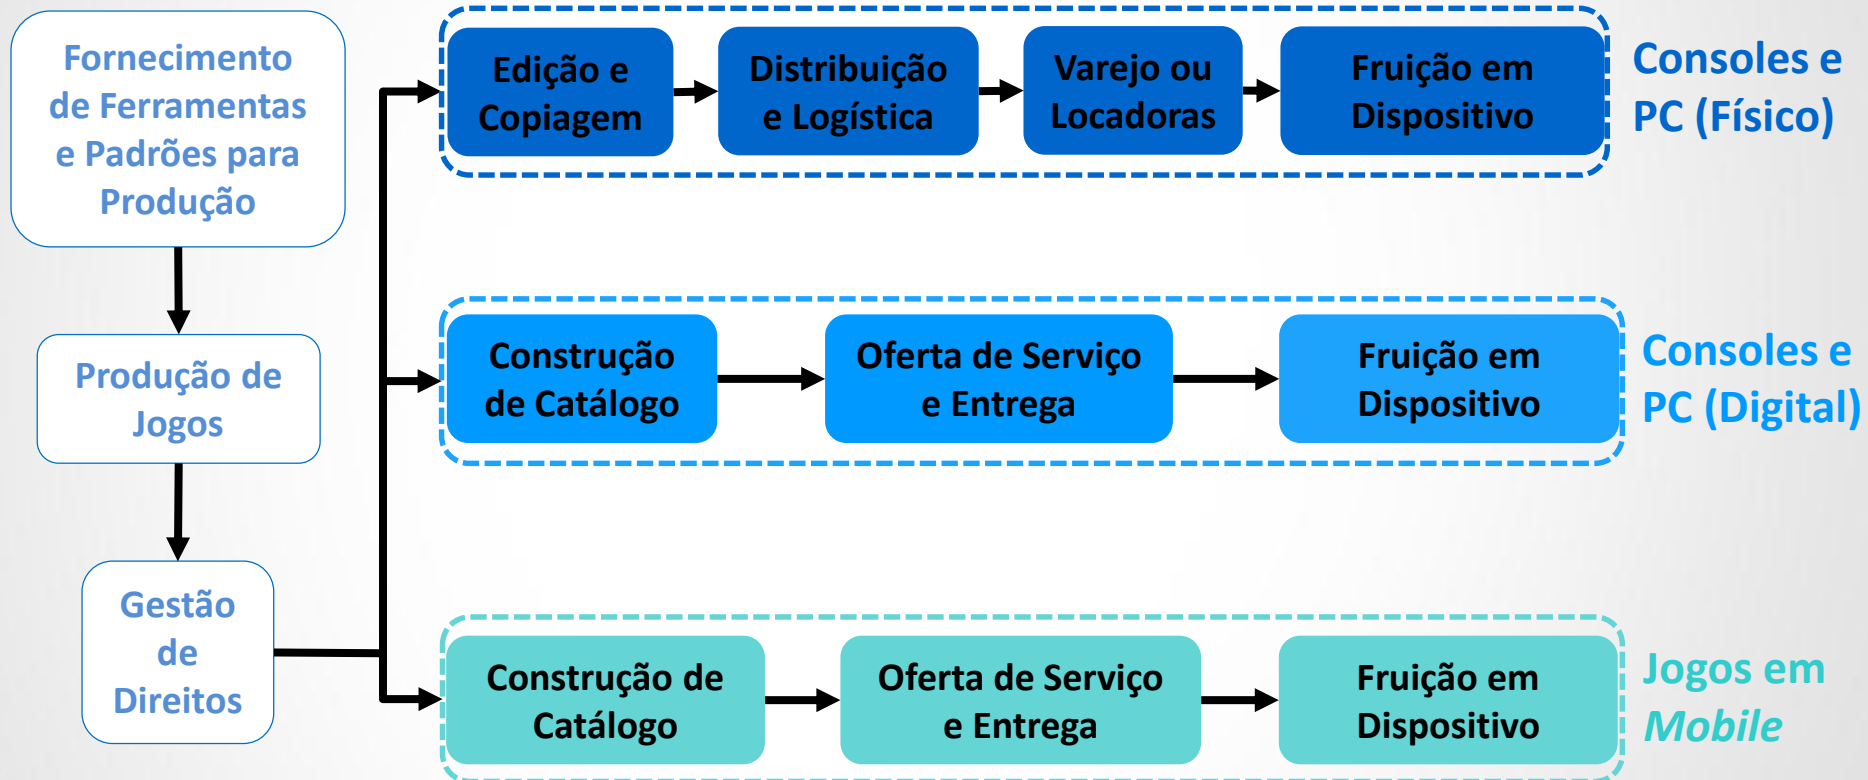 Fornecimento
de Ferramentas
e Padrões para
Produção
Produção de
Jogos
Gestão
de
Direitos
Edição e
Copiagem
Distribuição
e Logística
Varejo ou
Locadoras
Fruição em
Dispositivo
Consoles e
PC (Físico)
Construção
de Catálogo
Oferta de Serviço
e Entrega
Fruição em
Dispositivo
Consoles e
PC (Digital)
Construção de
Catálogo
Oferta de Serviço
e Entrega
Fruição em
Dispositivo
Jogos em
Mobile